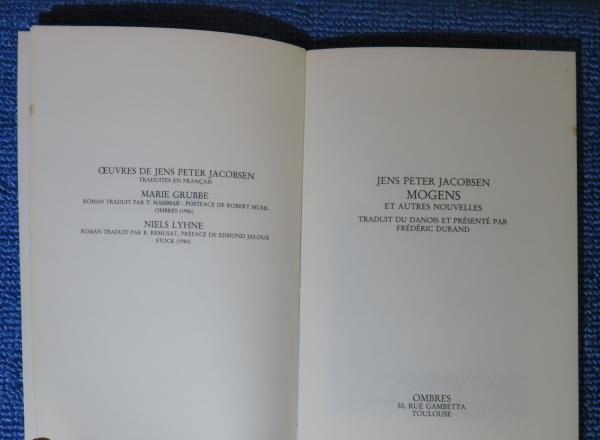 ŒUVRES DE JENS PETER JACOBSEN
TRADUITES EN FRANÇAIS
MARIE GRUBBE
ROMAN TRADUIT PAR T. HAMMAR - POSTFACE DE ROBERT MUSIL
OMBRES (1986)
NIELS LYHNE
ROMAN TRADUIT PAR R. REMUSAT, PRÉFACE DE EDMOND JALOUX
STOCK (1984)
JENS PETER JACOBSEN
MOGENS
ET AUTRES NOUVELLES
TRADUIT DU DANOIS ET PRÉSENTÉ PAR
FRÉDÉRIC DURAND
OMBRES
50, RUE GAMBETTA
TOULOUSE